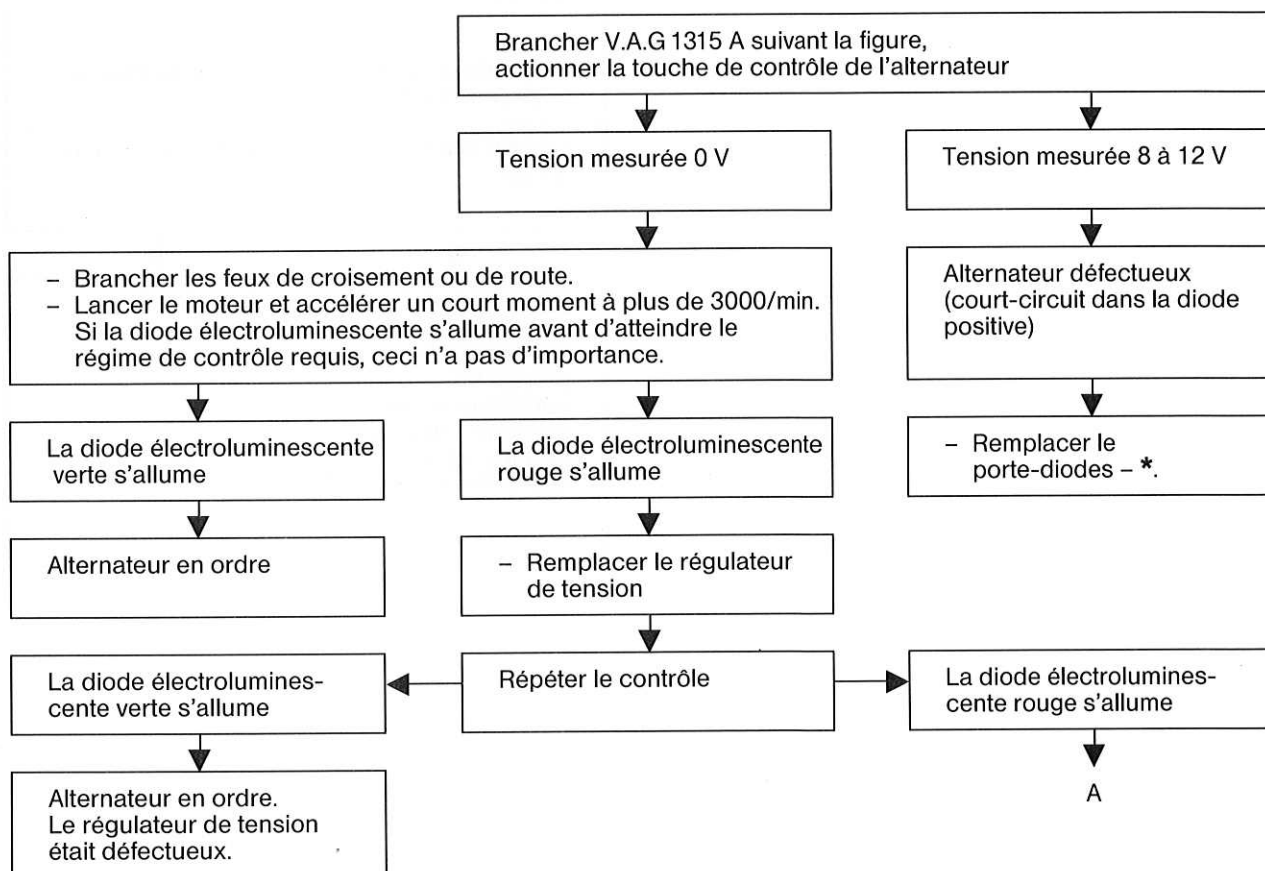 Brancher V.A.G 1315 A suivant la figure,
actionner la touche de contrôle de l'alternateur
Tension mesurée 0 V
Tension mesurée 8 à 12 V
– Brancher les feux de croisement ou de route.
– Lancer le moteur et accélérer un court moment à plus de 3000/min.
Si la diode électroluminescente s'allume avant d'atteindre le
régime de contrôle requis, ceci n'a pas d'importance.
Alternateur défectueux
(court-circuit dans la diode
positive)
La diode électroluminescente
verte s'allume
La diode électroluminescente
rouge s'allume
– Remplacer le
porte-diodes – *.
Alternateur en ordre
– Remplacer le régulateur
de tension
La diode électrolumines-
cente verte s'allume
Répéter le contrôle
La diode électrolumines-
cente rouge s'allume
Alternateur en ordre.
Le régulateur de tension
était défectueux.
A